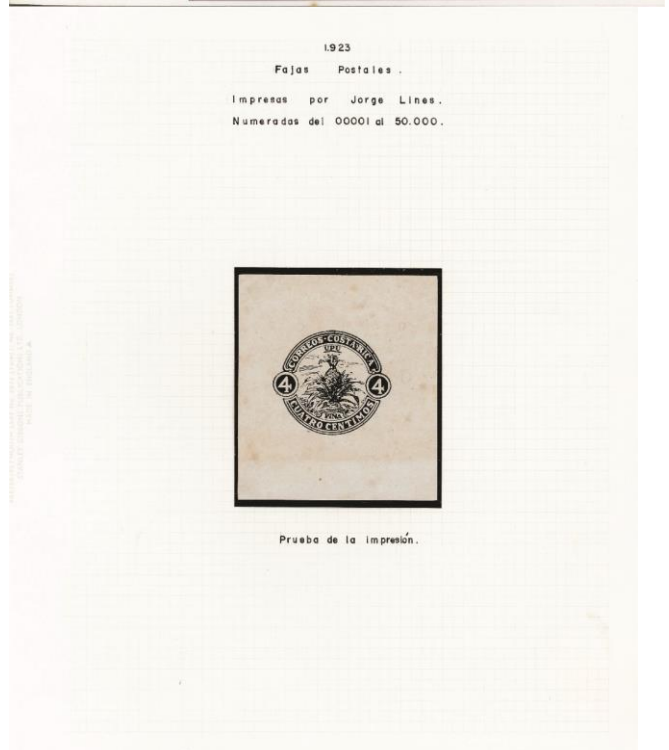 1.923
Fajas Postales.
Impresas por Jorge Lines.
Numeradas del 00001 al 50.000.
CORREOS-COSTA RICA
UPU
4 4
PIÑA
CUATRO CENTIMOS
Prueba de la impresión.